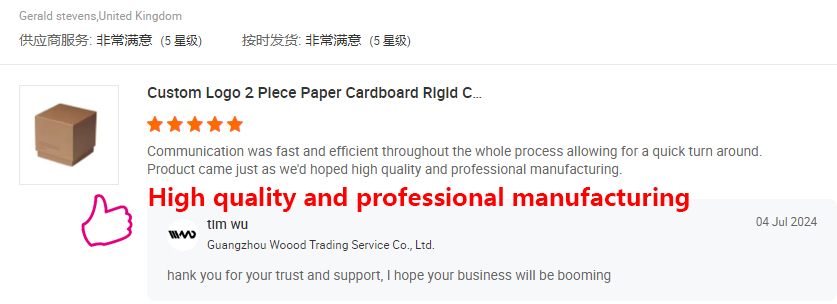 Gerald stevens,United Kingdom
供应商服务: 非常满意 (5 星级) 按时发货: 非常满意 (5 星级)
Custom Logo 2 Piece Paper Cardboard Rigid C...
Communication was fast and efficient throughout the whole process allowing for a quick turn around.
Product came just as we'd hoped high quality and professional manufacturing.
High quality and professional manufacturing
tim wu
04 Jul 2024
Guangzhou Woood Trading Service Co., Ltd.
hank you for your trust and support, I hope your business will be booming